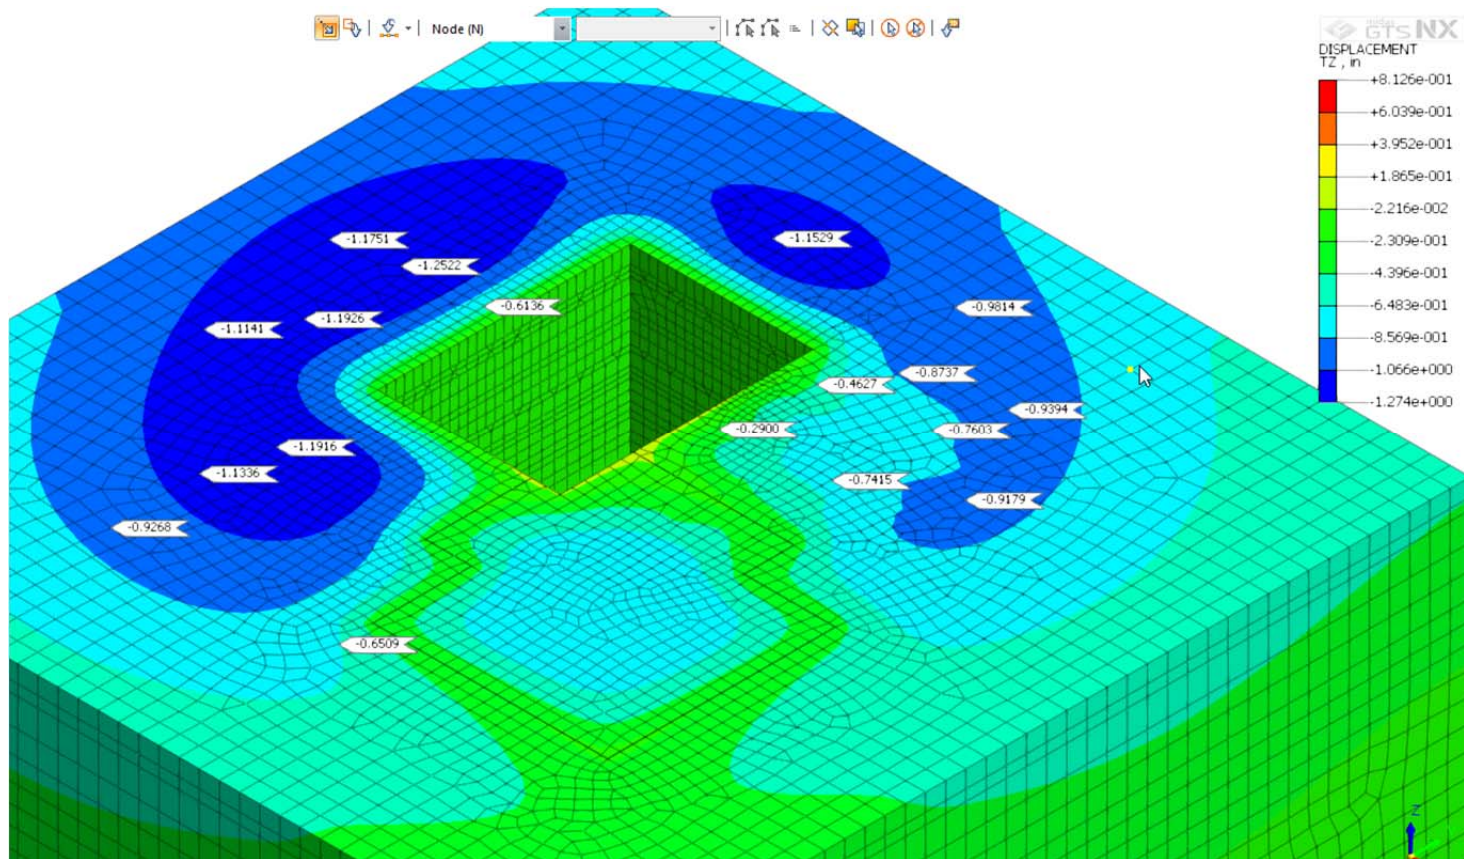 Node (N)
midas
GTS NX
DISPLACEMENT
TZ , in
+8.126e-001
+6.039e-001
+3.952e-001
+1.865e-001
-2.216e-002
-2.309e-001
-4.396e-001
-6.483e-001
-8.569e-001
-1.066e+000
-1.274e+000
-1.1751
-1.1529
-1.2522
-0.6136
-0.9814
-1.1926
-1.1141
-0.8737
-0.4627
-0.9394
-0.2900
-0.7603
-1.1916
-1.1336
-0.7415
-0.9179
-0.9268
-0.6509
Z